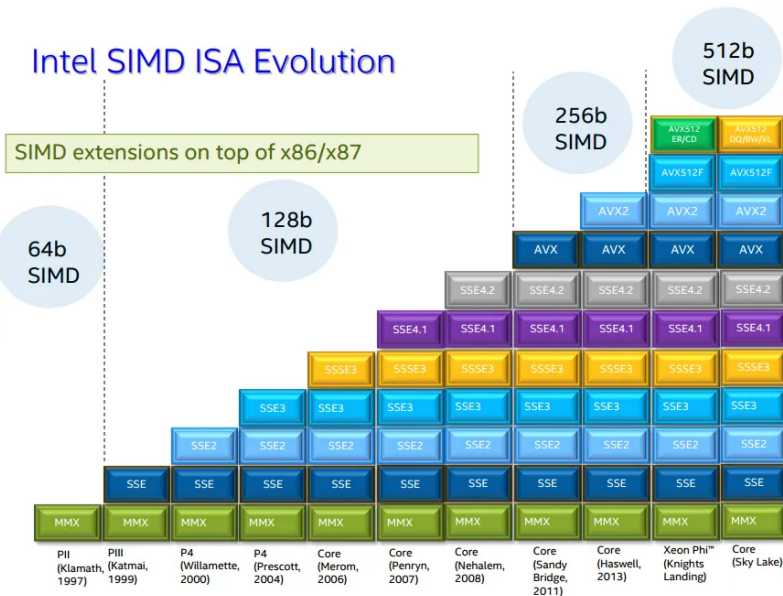 Intel SIMD ISA Evolution
SIMD extensions on top of x86/x87
64b
SIMD
128b
SIMD
256b
SIMD
512b
SIMD
AVX512
ER/CD
AVX512
DQ/BW/VL
AVX512F
AVX512F
AVX2
AVX2
AVX2
AVX
AVX
AVX
AVX
SSE4.2
SSE4.2
SSE4.2
SSE4.2
SSE4.2
SSE4.1
SSE4.1
SSE4.1
SSE4.1
SSE4.1
SSE4.1
SSSE3
SSSE3
SSSE3
SSSE3
SSSE3
SSSE3
SSSE3
SSE3
SSE3
SSE3
SSE3
SSE3
SSE3
SSE3
SSE3
SSE2
SSE2
SSE2
SSE2
SSE2
SSE2
SSE2
SSE2
SSE2
SSE
SSE
SSE
SSE
SSE
SSE
SSE
SSE
SSE
SSE
MMX
MMX
MMX
MMX
MMX
MMX
MMX
MMX
MMX
MMX
MMX
PII
(Klamath,
1997)
PIII
(Katmai,
1999)
P4
(Willamette,
2000)
P4
(Prescott,
2004)
Core
(Merom,
2006)
Core
(Penryn,
2007)
Core
(Nehalem,
2008)
Core
(Sandy
Bridge,
2011)
Core
(Haswell,
2013)
Xeon Phi™
(Knights
Landing)
Core
(Sky Lake)